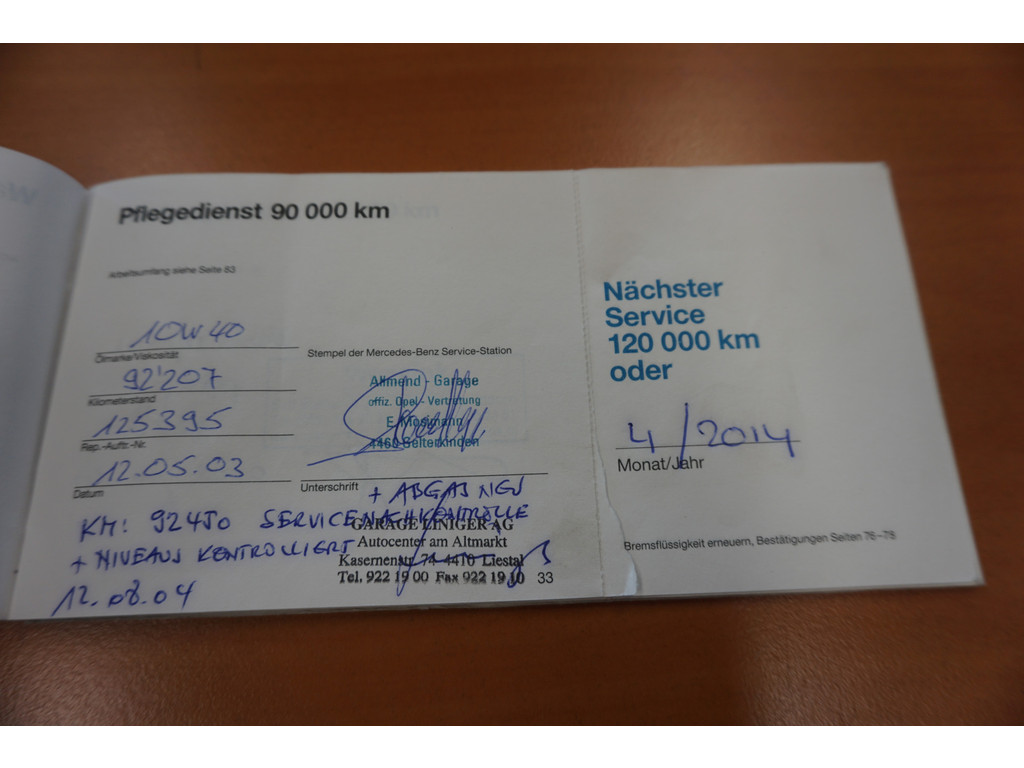 Pflegedienst 90 000 km
Arbeitsumfang siehe Seite 83
10W40
Ölmarke/Viskosität
Stempel der Mercedes-Benz Service-Station
92'207
Kilometerstand
Allmend - Garage
offiz. Opel - Vertretung
E. Mosimann
4460 Gelterkinden
125395
Rep.-Auftr.-Nr.
12.05.03
Datum
Unterschrift
+ ABGAS
KM: 92450 SERVICENACHKONTROLLE
+ NIVEAUS KONTROLLIERT
12.08.04
GARAGE LINIGER AG
Autocenter am Altmarkt
Kasernenstr. 74 4410 Liestal
Tel. 922 19 00 Fax 922 19 10
33
Nächster
Service
120 000 km
oder
4/2014
Monat/Jahr
Bremsflüssigkeit erneuern, Bestätigungen Seiten 76–78